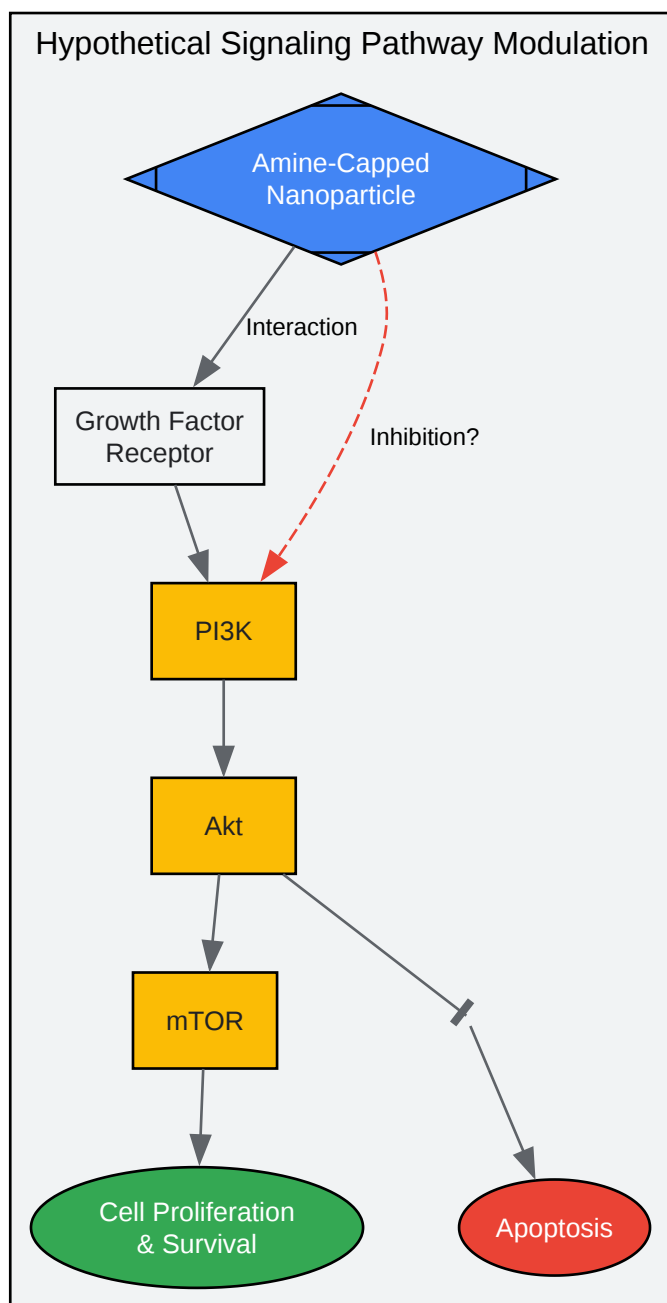 Hypothetical Signaling Pathway Modulation
Amine-Capped
Nanoparticle
Interaction
Growth Factor
Receptor
Inhibition?
PI3K
Akt
mTOR
Cell Proliferation
& Survival
Apoptosis